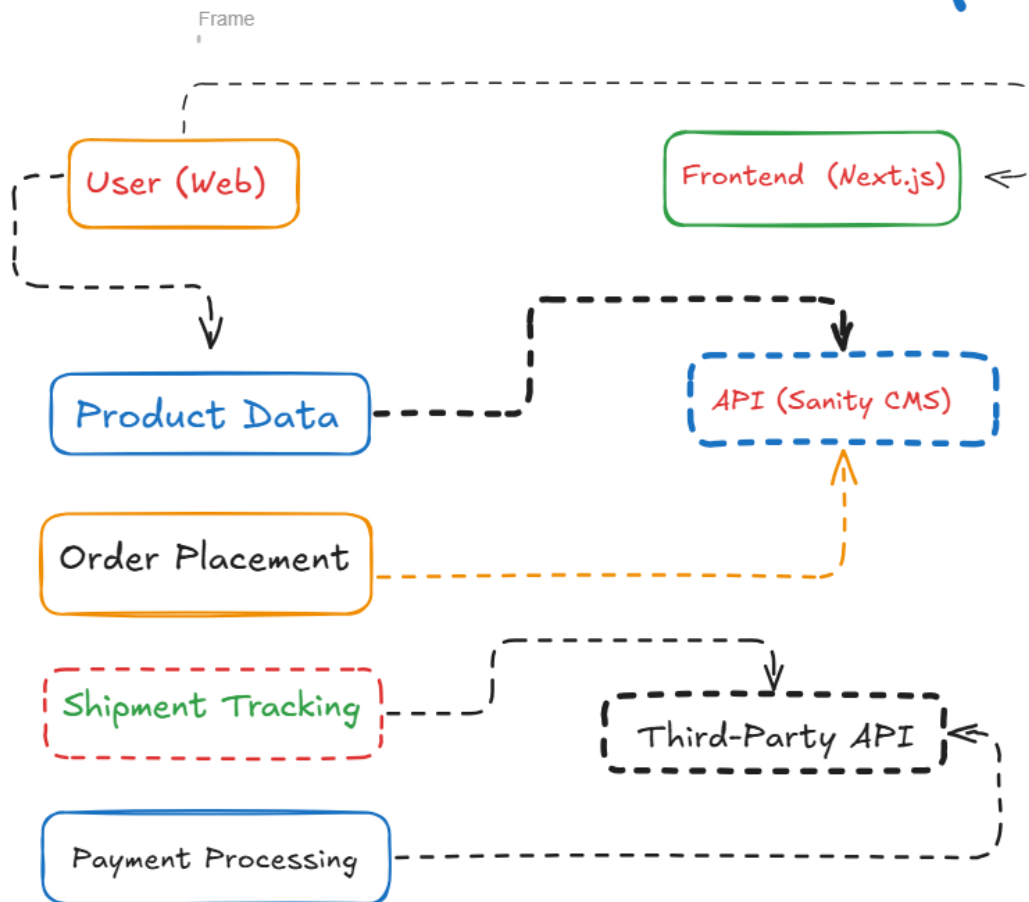 Frame
User (Web)
Frontend (Next.js)
Product Data
API (Sanity CMS)
Order Placement
Shipment Tracking
Third-Party API
Payment Processing